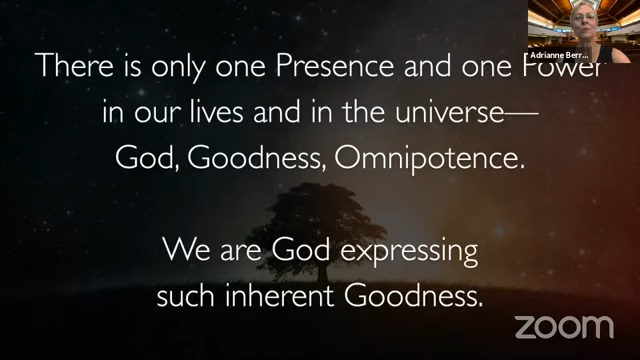 There is only one Presence and one Power
in our lives and in the universe—
God, Goodness, Omnipotence.
We are God expressing
such inherent Goodness.
Adrianne Berr...
zoom